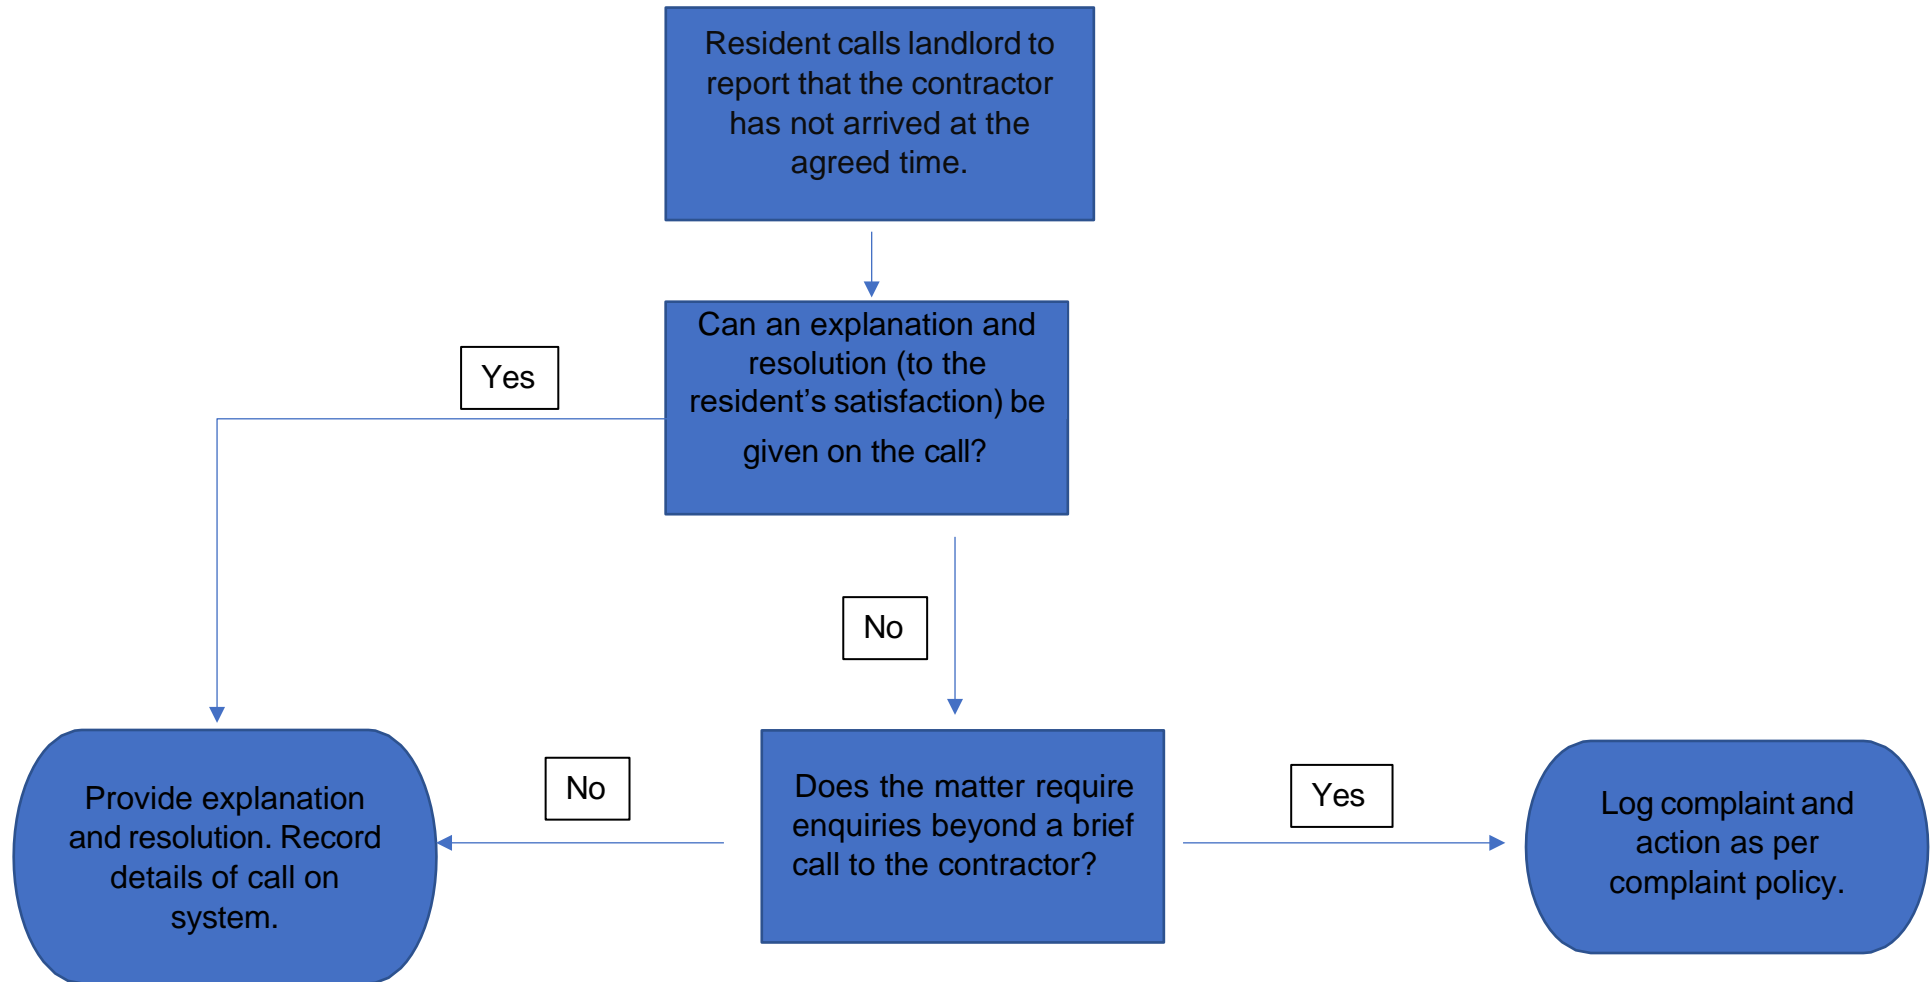 Resident calls landlord to
report that the contractor
has not arrived at the
agreed time.
Can an explanation and
resolution (to the
resident’s satisfaction) be
given on the call?
Yes
No
Provide explanation
and resolution. Record
details of call on
system.
No
Does the matter require
enquiries beyond a brief
call to the contractor?
Yes
Log complaint and
action as per
complaint policy.